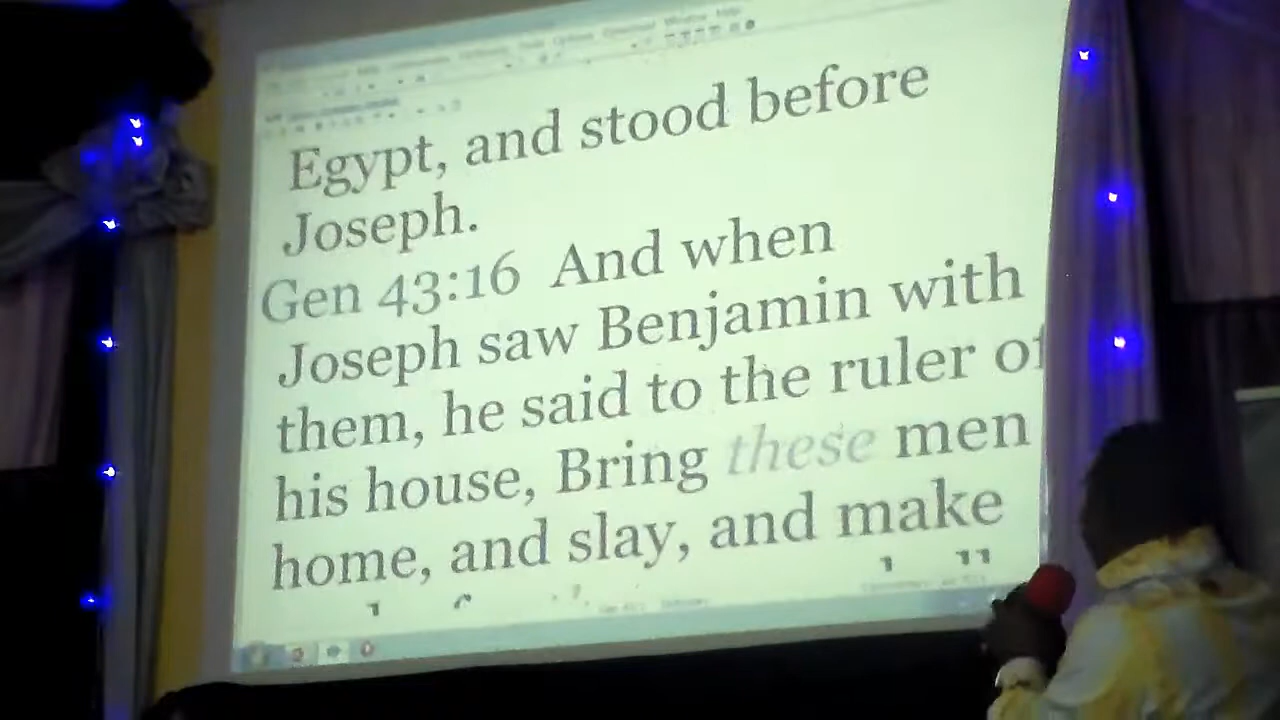 Egypt, and stood before
Joseph.
Gen 43:16 And when
Joseph saw Benjamin with
them, he said to the ruler of
his house, Bring these men
home, and slay, and make